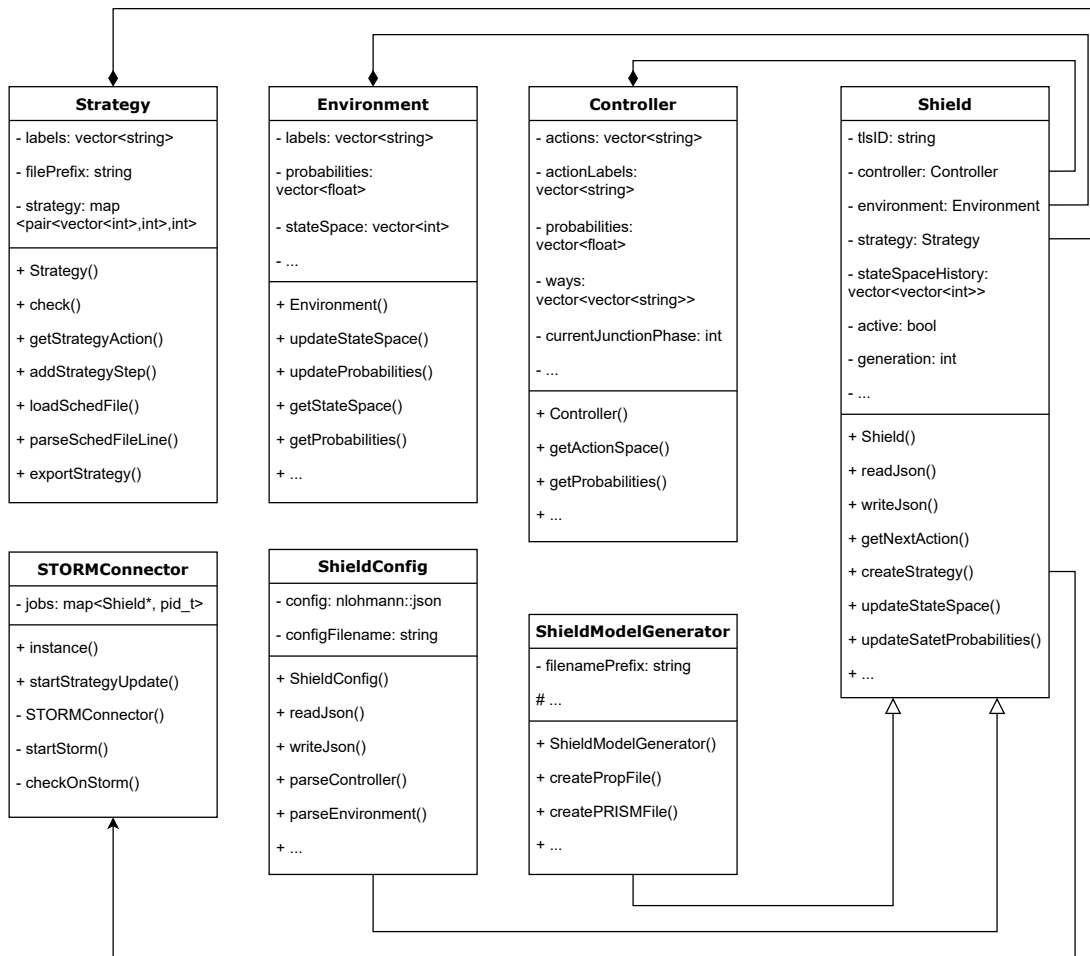 Strategy
- labels: vector<string>
- filePrefix: string
- strategy: map
<pair<vector<int>,int>,int>
+ Strategy()
+ check()
+ getStrategyAction()
+ addStrategyStep()
+ loadSchedFile()
+ parseSchedFileLine()
+ exportStrategy()
Environment
- labels: vector<string>
- probabilities:
vector<float>
- stateSpace: vector<int>
- ...
+ Environment()
+ updateStateSpace()
+ updateProbabilities()
+ getStateSpace()
+ getProbabilities()
+ ...
Controller
- actions: vector<string>
- actionLabels:
vector<string>
- probabilities:
vector<float>
- ways:
vector<vector<string>>
- currentJunctionPhase: int
- ...
+ Controller()
+ getActionSpace()
+ getProbabilities()
+ ...
Shield
- tlsID: string
- controller: Controller
- environment: Environment
- strategy: Strategy
- stateSpaceHistory:
vector<vector<int>>
- active: bool
- generation: int
- ...
+ Shield()
+ readJson()
+ writeJson()
+ getNextAction()
+ createStrategy()
+ updateStateSpace()
+ updateSatetProbabilities()
+ ...
STORMConnector
- jobs: map<Shield*, pid_t>
+ instance()
+ startStrategyUpdate()
- STORMConnector()
- startStorm()
- checkOnStorm()
ShieldConfig
- config: nlohmann::json
- configFilename: string
+ ShieldConfig()
+ readJson()
+ writeJson()
+ parseController()
+ parseEnvironment()
+ ...
ShieldModelGenerator
- filenamePrefix: string
# ...
+ ShieldModelGenerator()
+ createPropFile()
+ createPRISMFile()
+ ...